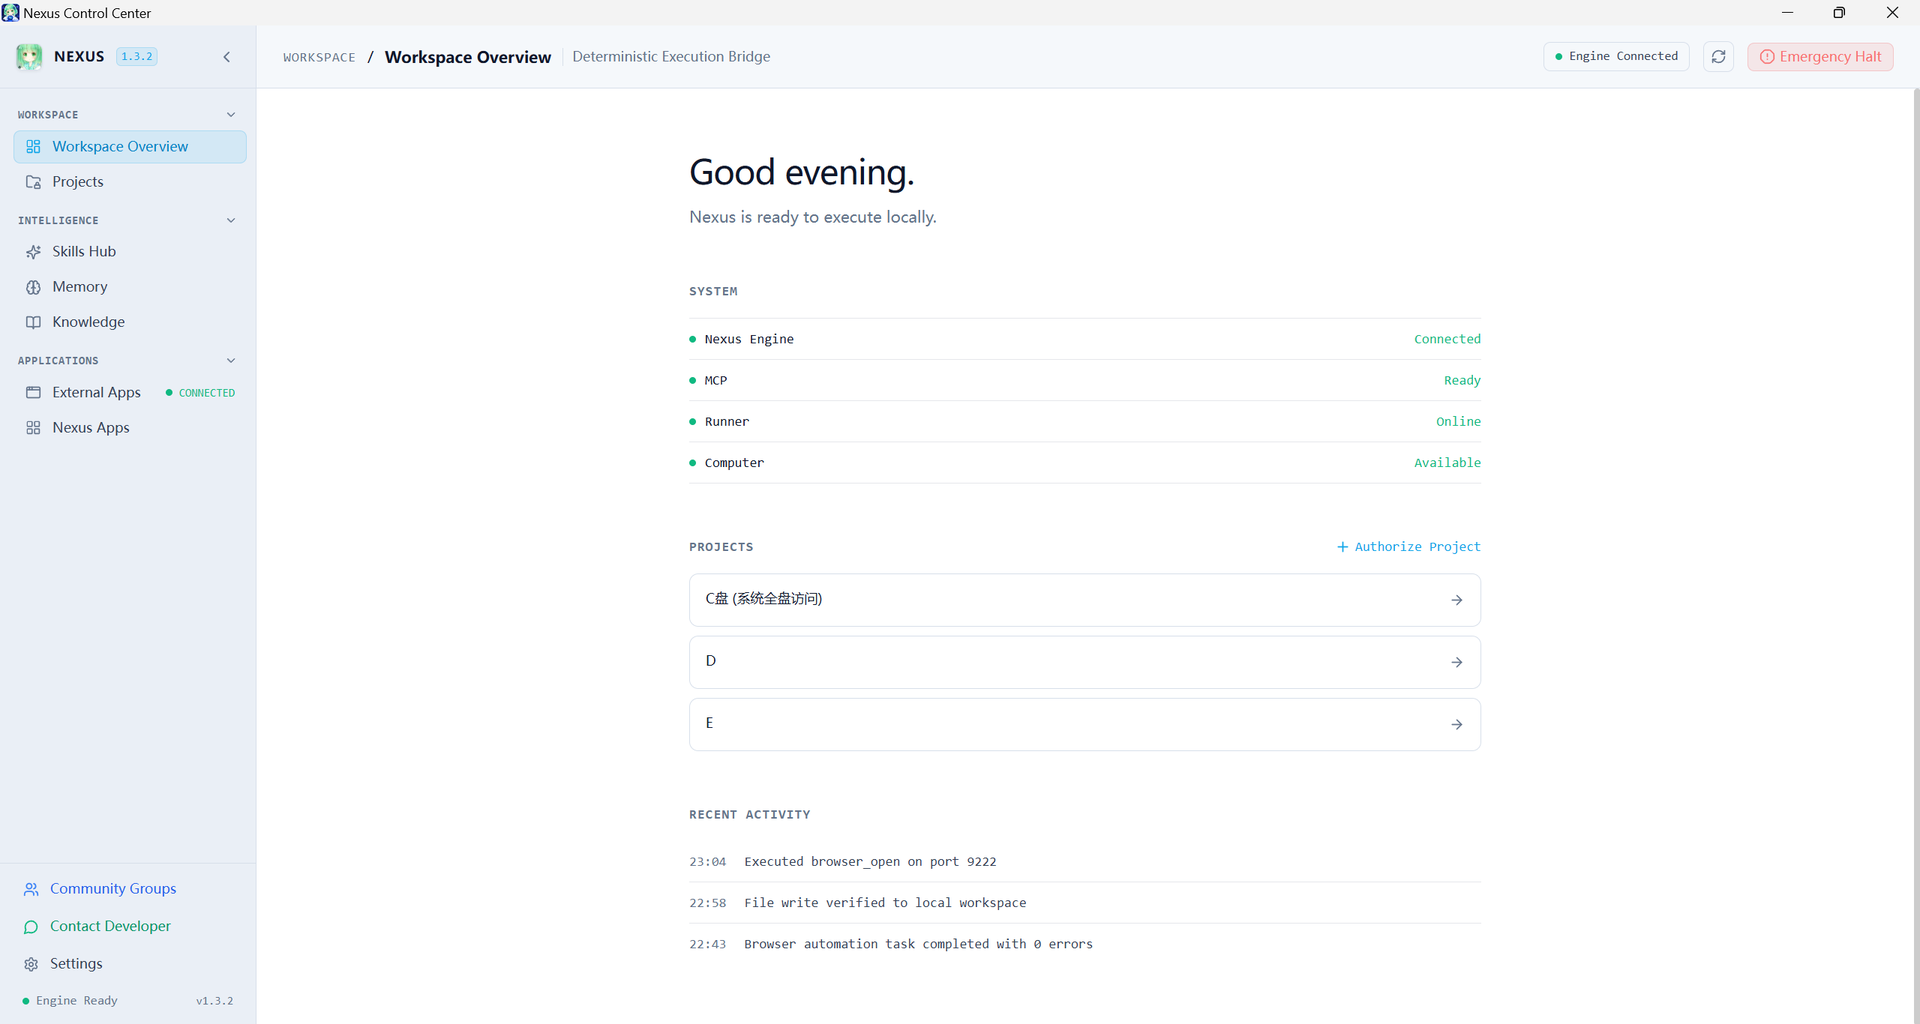 Nexus Control Center
NEXUS 1.3.2
WORKSPACE / Workspace Overview Deterministic Execution Bridge
Engine Connected
Emergency Halt
WORKSPACE
Workspace Overview
Projects
INTELLIGENCE
Skills Hub
Memory
Knowledge
APPLICATIONS
External Apps CONNECTED
Nexus Apps
Community Groups
Contact Developer
Settings
Engine Ready v1.3.2
Good evening.
Nexus is ready to execute locally.
SYSTEM
Nexus Engine Connected
MCP Ready
Runner Online
Computer Available
PROJECTS + Authorize Project
C盘 (系统全盘访问)
D
E
RECENT ACTIVITY
23:04 Executed browser_open on port 9222
22:58 File write verified to local workspace
22:43 Browser automation task completed with 0 errors